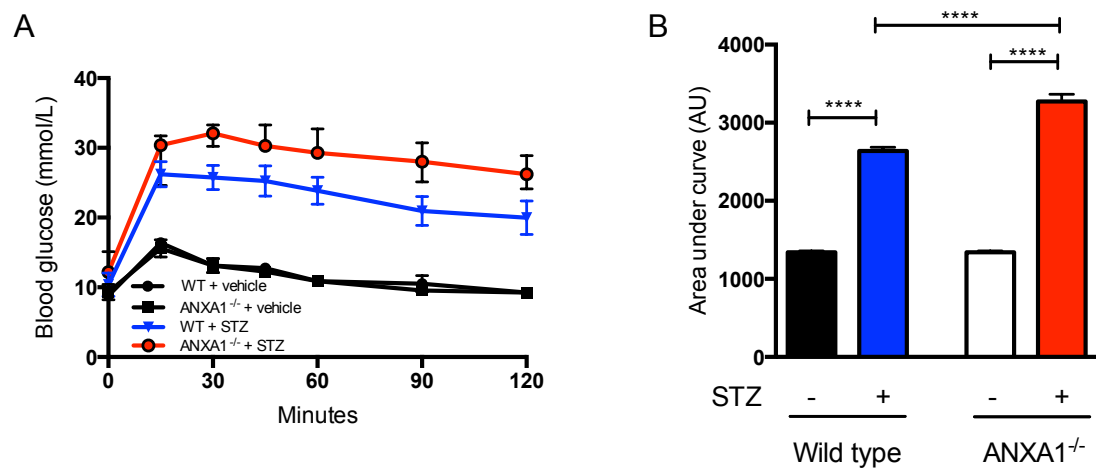 A
Blood glucose (mmol/L)
40
30
20
10
0
WT + vehicle
ANXA1-/- + vehicle
WT + STZ
ANXA1-/- + STZ
0 30 60 90 120
Minutes
B
Area under curve (AU)
****
**** ****
4000
3000
2000
1000
0
STZ - + - +
Wild type ANXA1-/-